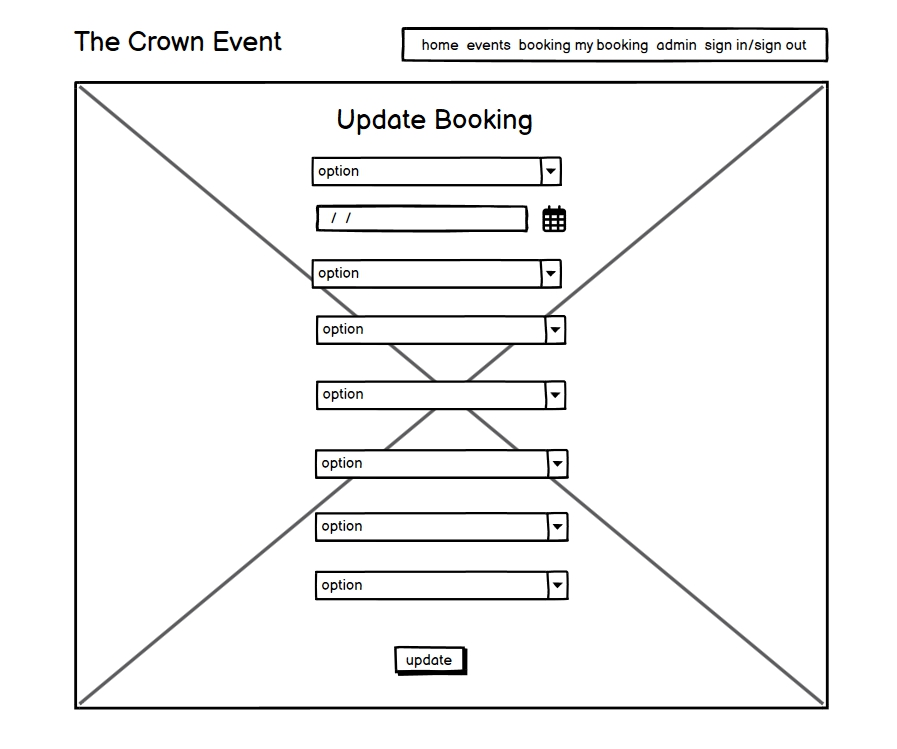 The Crown Event
home events booking my booking admin sign in/sign out
Update Booking
option
/ /
option
option
option
option
option
option
update